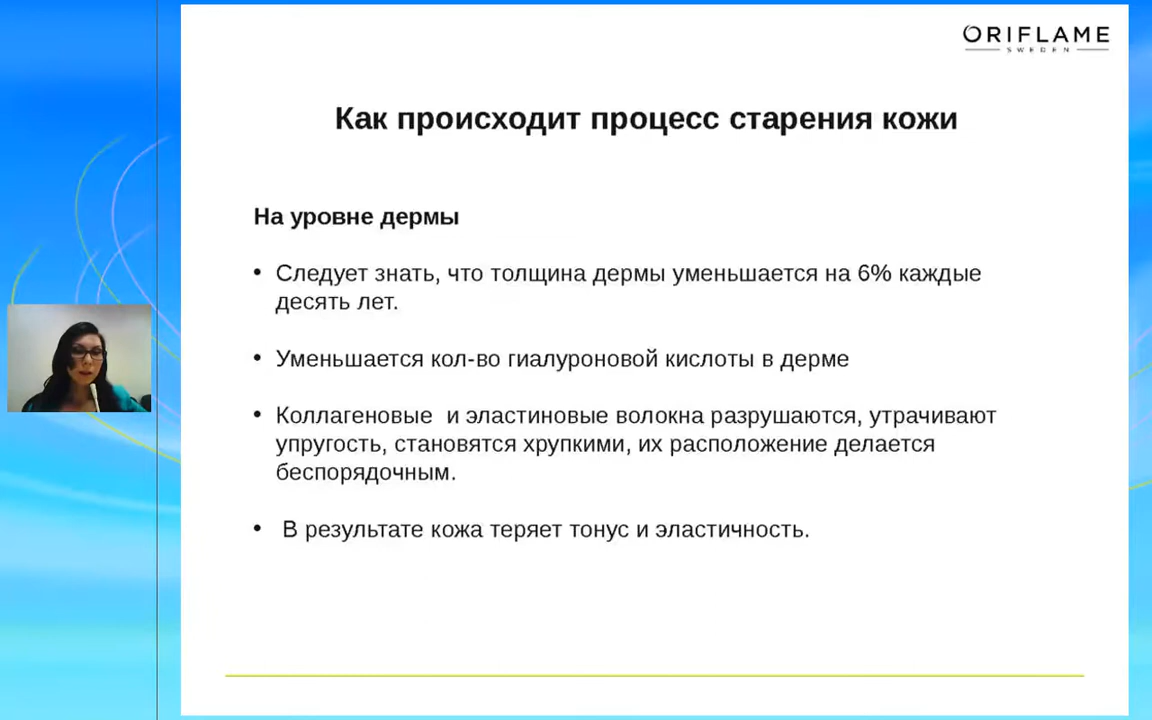 ORIFLAME
SWEDEN
Как происходит процесс старения кожи
На уровне дермы
• Следует знать, что толщина дермы уменьшается на 6% каждые
десять лет.
• Уменьшается кол-во гиалуроновой кислоты в дерме
• Коллагеновые  и эластиновые волокна разрушаются, утрачивают
упругость, становятся хрупкими, их расположение делается
беспорядочным.
•  В результате кожа теряет тонус и эластичность.